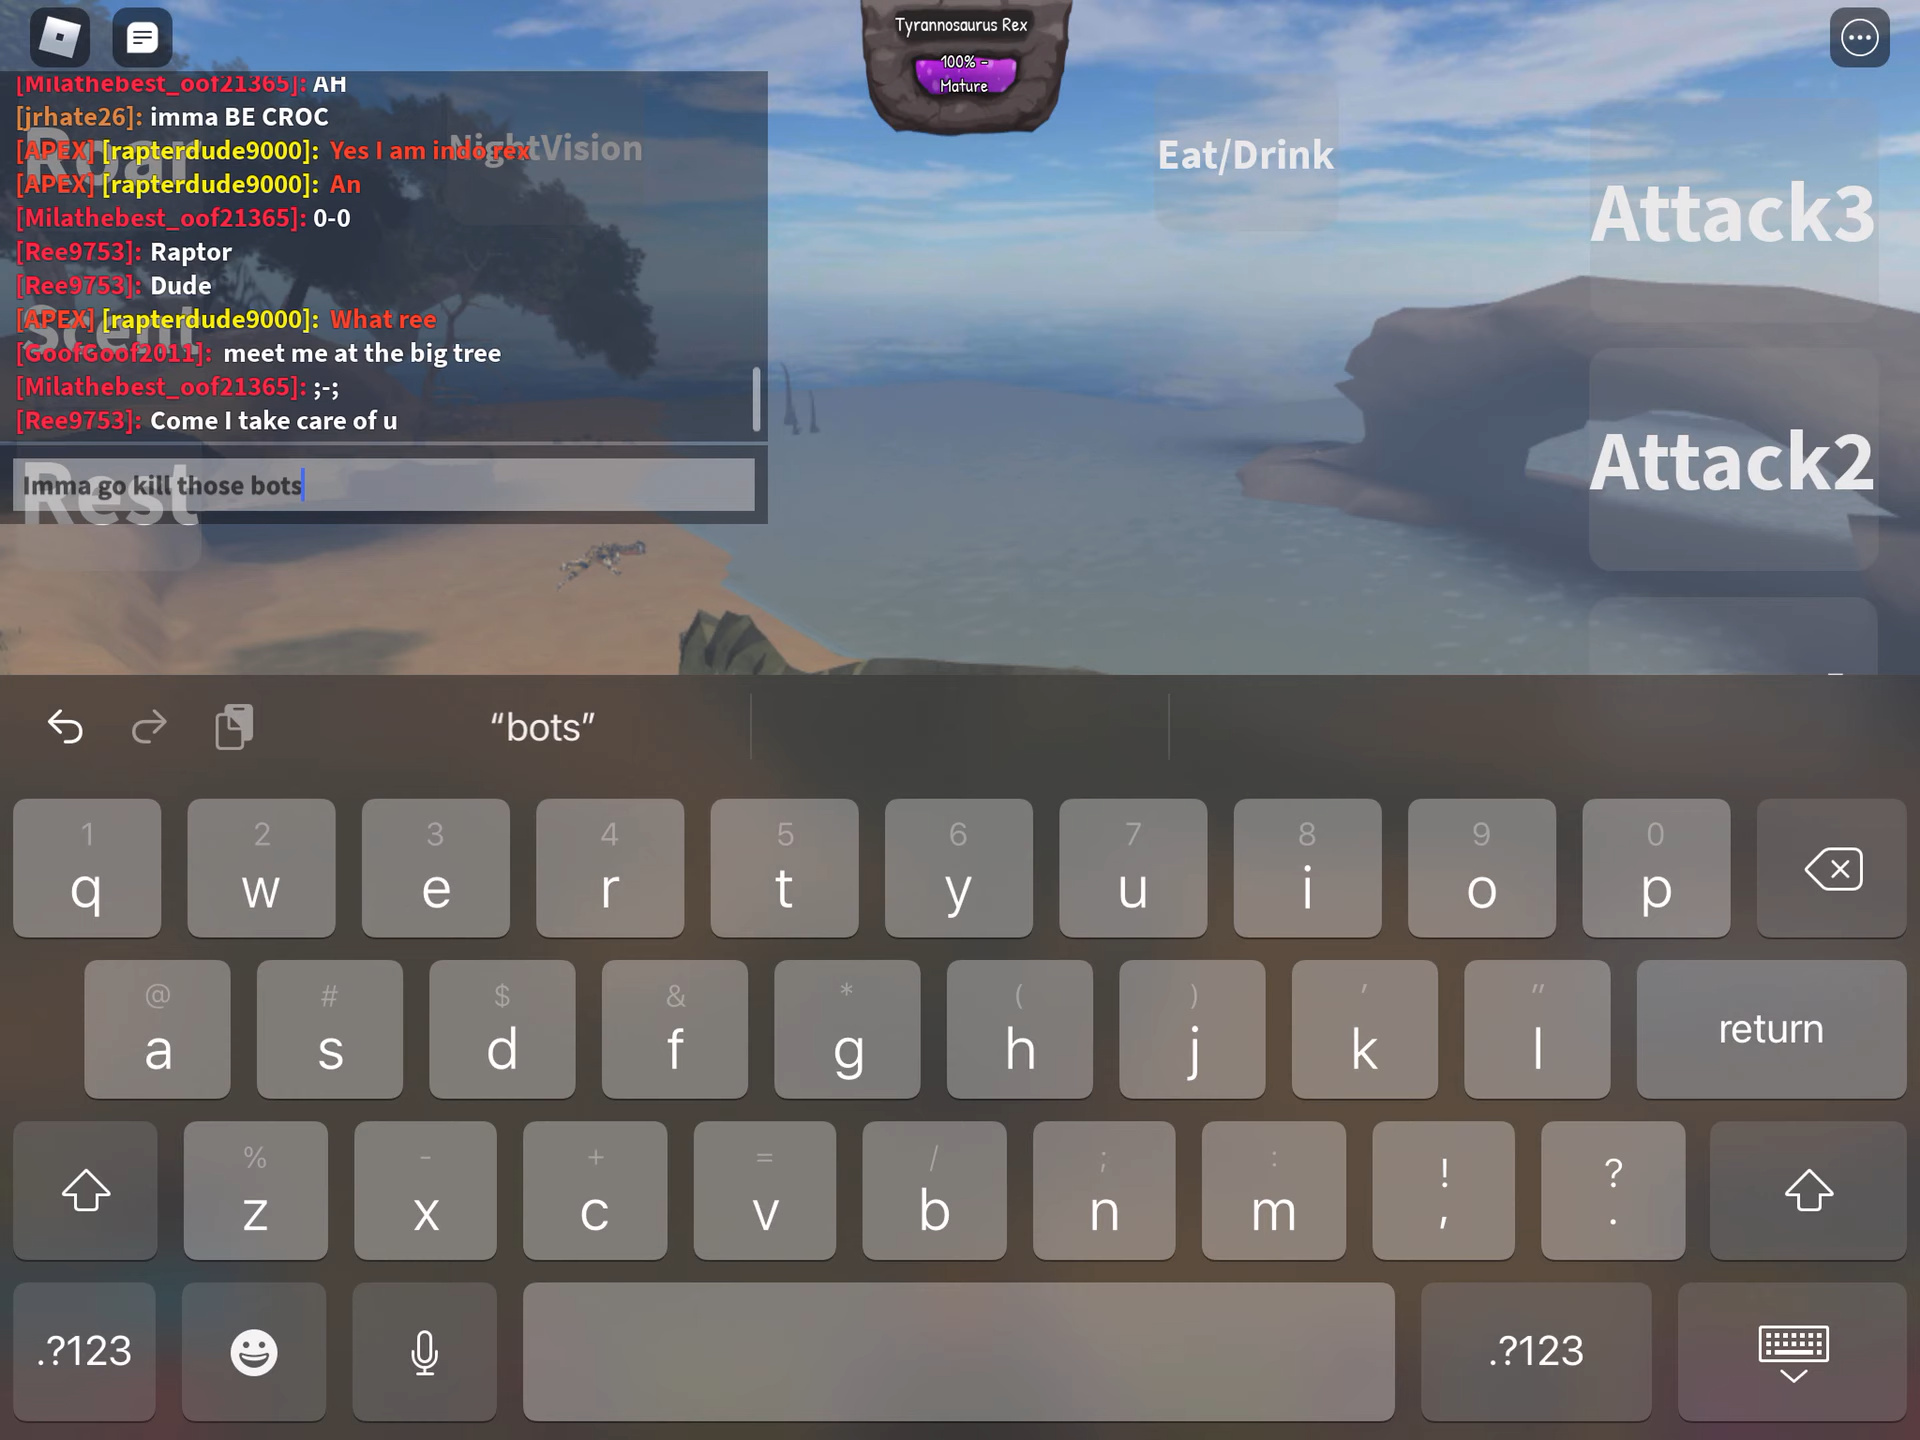 Tyrannosaurus Rex
100% -
Mature
[Milathebest_oof21365]: AH
[jrhate26]: imma BE CROC
[APEX] [rapterdude9000]: Yes I am indo rex
[APEX] [rapterdude9000]: An
[Milathebest_oof21365]: 0-0
[Ree9753]: Raptor
[Ree9753]: Dude
[APEX] [rapterdude9000]: What ree
[GoofGoof2011]: meet me at the big tree
[Milathebest_oof21365]: ;-;
[Ree9753]: Come I take care of u
Imma go kill those bots
Roar
NightVision
Scent
Rest
Eat/Drink
Attack3
Attack2
“bots”
1 2 3 4 5 6 7 8 9 0
q w e r t y u i o p
@ # $ & * ( ) ' "
a s d f g h j k l return
% - + = / ; : ! ?
z x c v b n m , .
.?123 .?123